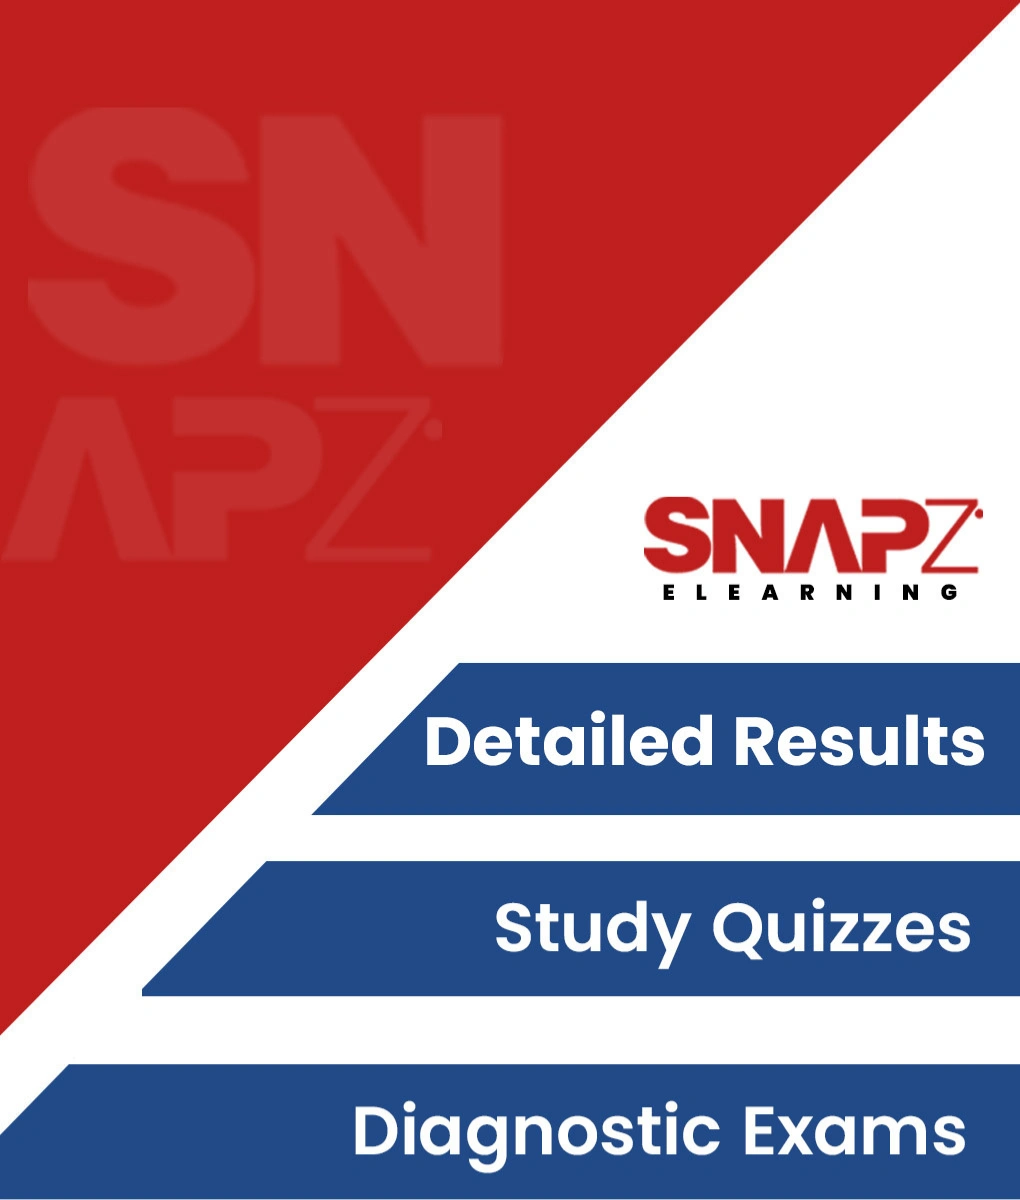 SN
APZ
SNAPZ
ELEARNING
Detailed Results
Study Quizzes
Diagnostic Exams